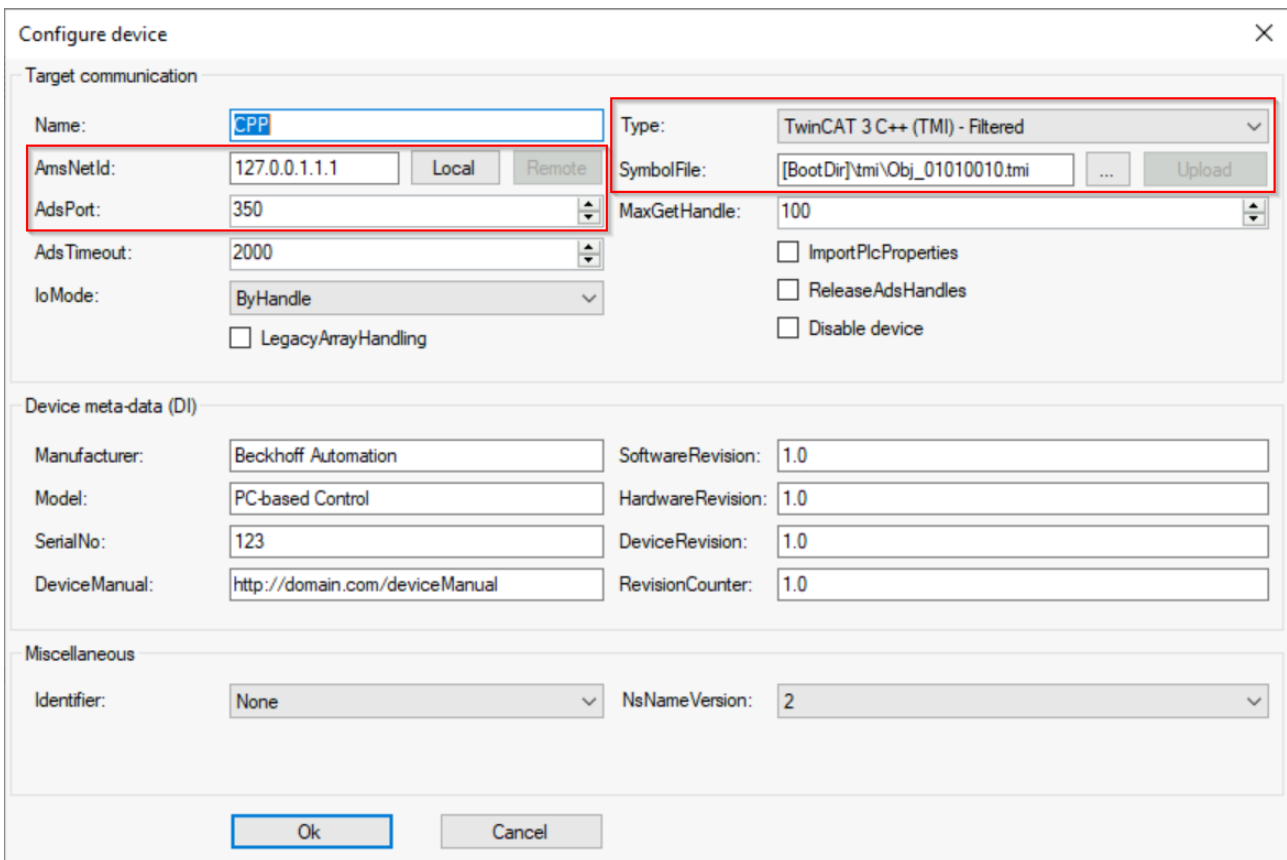 Configure device
Target communication
Name: CPP Type: TwinCAT 3 C++ (TMI) - Filtered
AmsNetId: 127.0.0.1.1.1 Local Remote SymbolFile: [BootDir]\tmi\Obj_01010010.tmi ... Upload
AdsPort: 350 MaxGetHandle: 100
AdsTimeout: 2000 ImportPlcProperties
IoMode: ByHandle ReleaseAdsHandles
LegacyArrayHandling Disable device
Device meta-data (DI)
Manufacturer: Beckhoff Automation SoftwareRevision: 1.0
Model: PC-based Control HardwareRevision: 1.0
SerialNo: 123 DeviceRevision: 1.0
DeviceManual: http://domain.com/deviceManual RevisionCounter: 1.0
Miscellaneous
Identifier: None NsNameVersion: 2
Ok Cancel